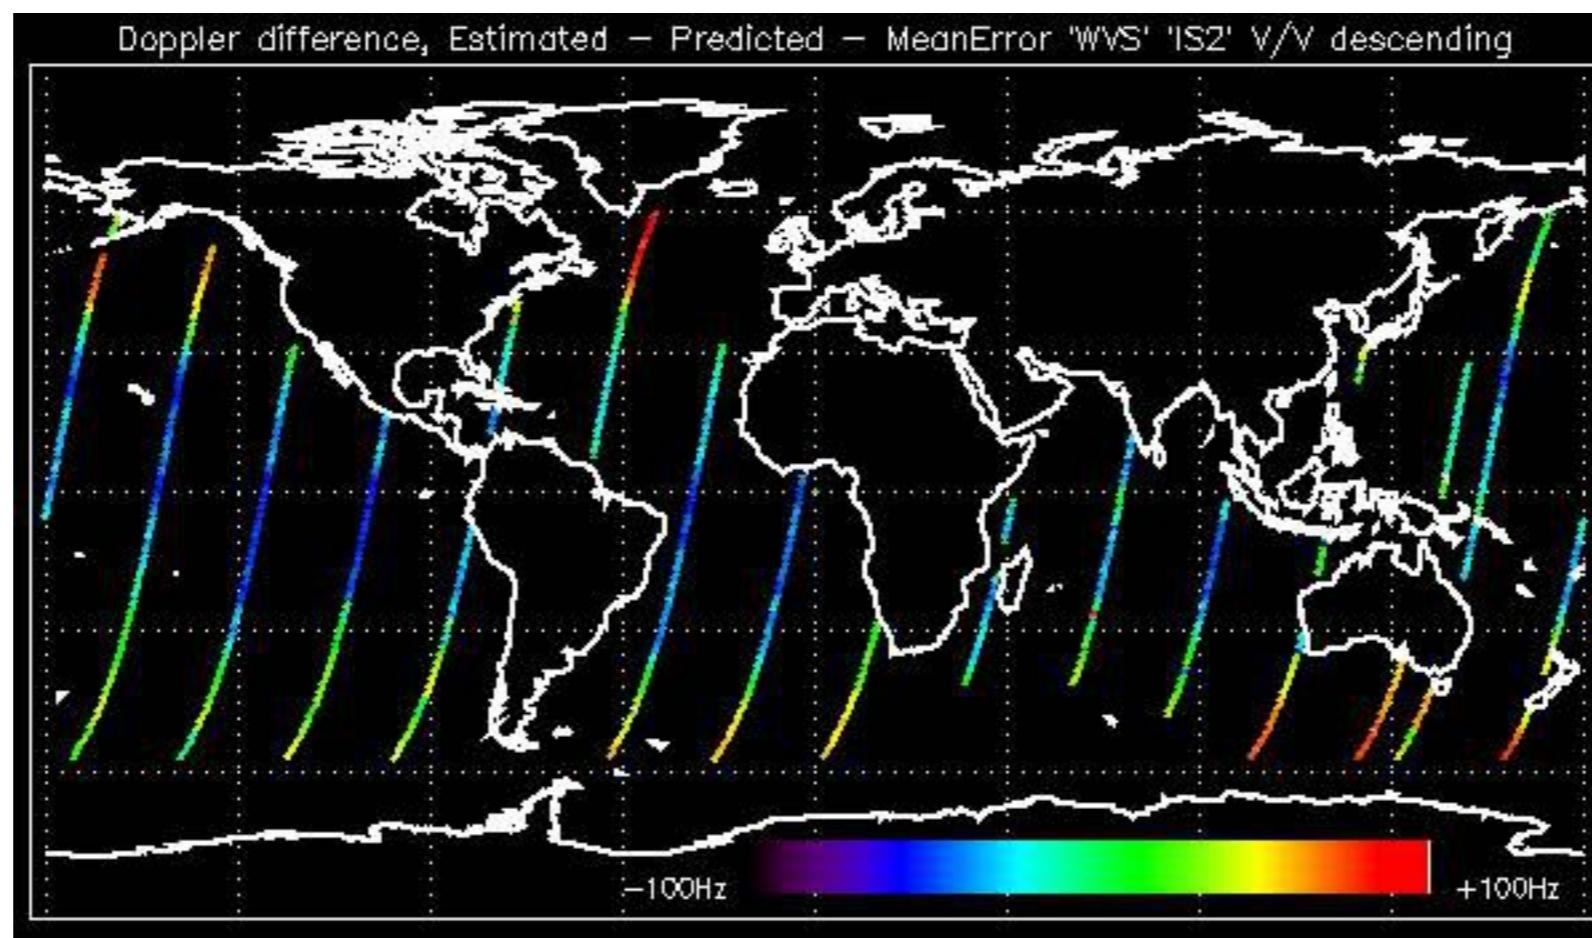 Doppler difference, Estimated – Predicted – MeanError 'WVS' 'IS2' V/V descending
−100Hz +100Hz